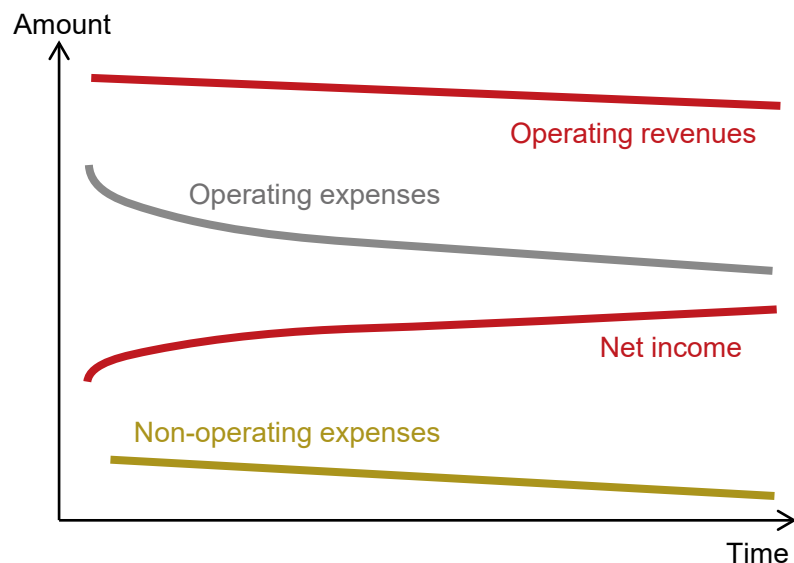 Amount
Operating revenues
Operating expenses
Net income
Non-operating expenses
Time